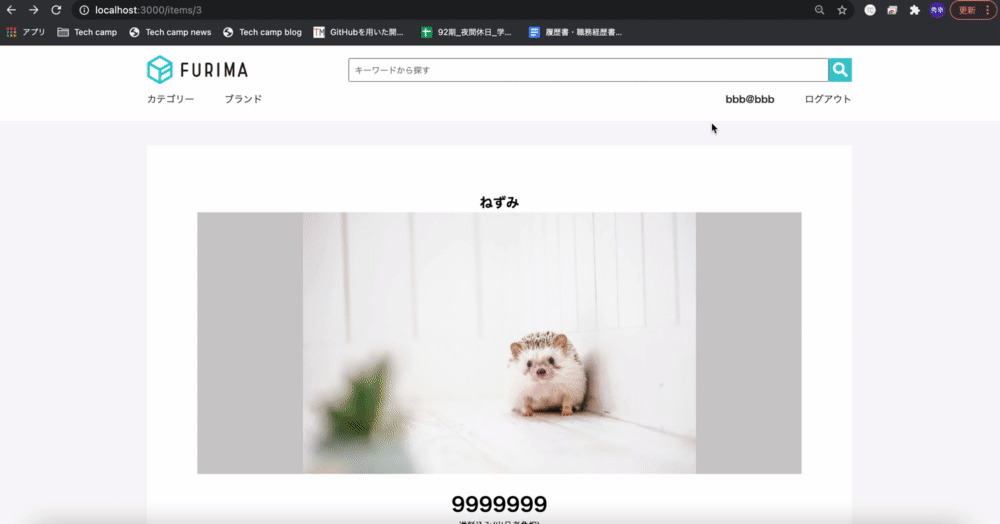 localhost:3000/items/3
更新
アプリ
Tech camp
Tech camp news
Tech camp blog
GitHubを用いた開...
92期_夜間休日_学...
履歴書・職務経歴書...
FURIMA
キーワードから探す
カテゴリー
ブランド
bbb@bbb
ログアウト
ねずみ
9999999